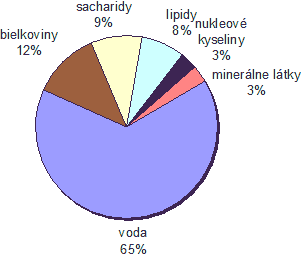 sacharidy
9%
lipidy
8%
nukleové
kyseliny
3%
minerálne látky
3%
bielkoviny
12%
voda
65%